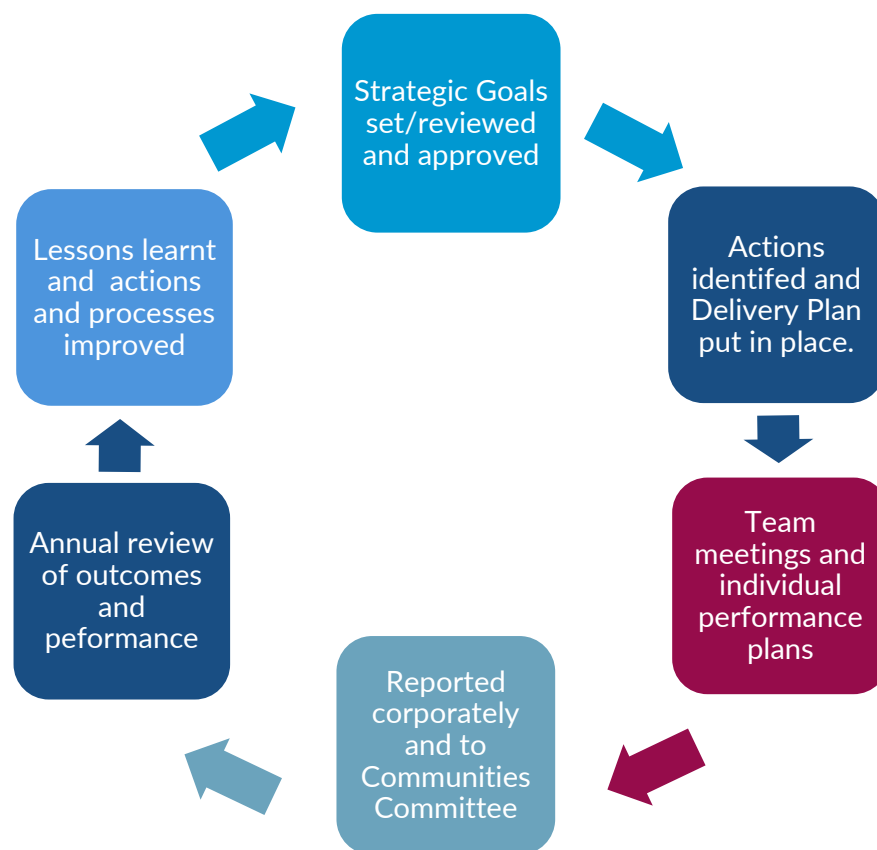 Strategic Goals
set/reviewed
and approved
Actions
identifed and
Delivery Plan
put in place.
Team
meetings and
individual
performance
plans
Reported
corporately
and to
Communities
Committee
Annual review
of outcomes
and
peformance
Lessons learnt
and  actions
and processes
improved